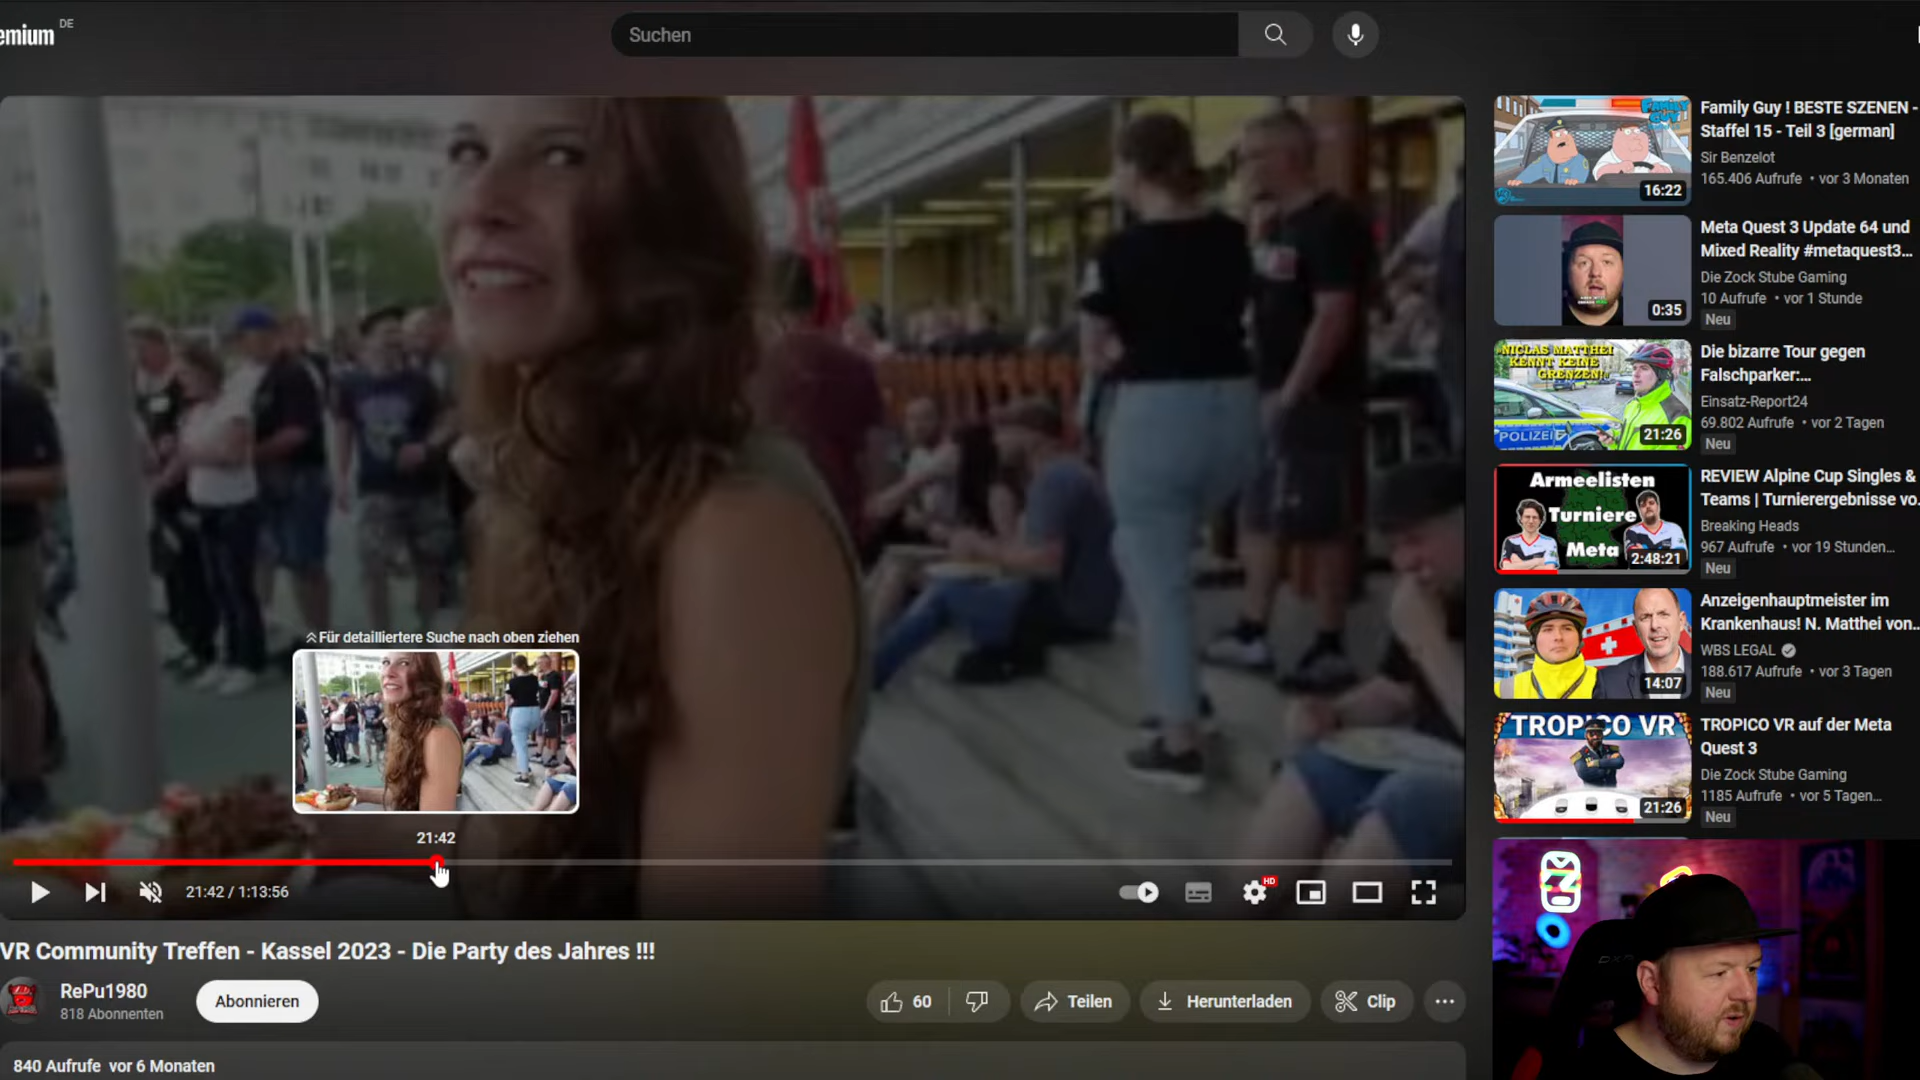 emium DE
Suchen
Für detailliertere Suche nach oben ziehen
21:42
21:42 / 1:13:56
HD
VR Community Treffen - Kassel 2023 - Die Party des Jahres !!!
RePu1980
818 Abonnenten
Abonnieren
60
Teilen
Herunterladen
Clip
840 Aufrufe vor 6 Monaten
FAMILY GUY
16:22
Family Guy ! BESTE SZENEN -
Staffel 15 - Teil 3 [german]
Sir Benzelot
165.406 Aufrufe • vor 3 Monaten
0:35
Meta Quest 3 Update 64 und
Mixed Reality #metaquest3...
Die Zock Stube Gaming
10 Aufrufe • vor 1 Stunde
Neu
NICLAS MATTHEI
KENNT KEINE
GRENZEN!
POLIZEI
21:26
Die bizarre Tour gegen
Falschparker:...
Einsatz-Report24
69.802 Aufrufe • vor 2 Tagen
Neu
Armeelisten
Turniere
Meta
2:48:21
REVIEW Alpine Cup Singles &
Teams | Turnierergebnisse vo...
Breaking Heads
967 Aufrufe • vor 19 Stunden...
Neu
14:07
Anzeigenhauptmeister im
Krankenhaus! N. Matthei von...
WBS LEGAL
188.617 Aufrufe • vor 3 Tagen
Neu
TROPICO VR
21:26
TROPICO VR auf der Meta
Quest 3
Die Zock Stube Gaming
1185 Aufrufe • vor 5 Tagen...
Neu